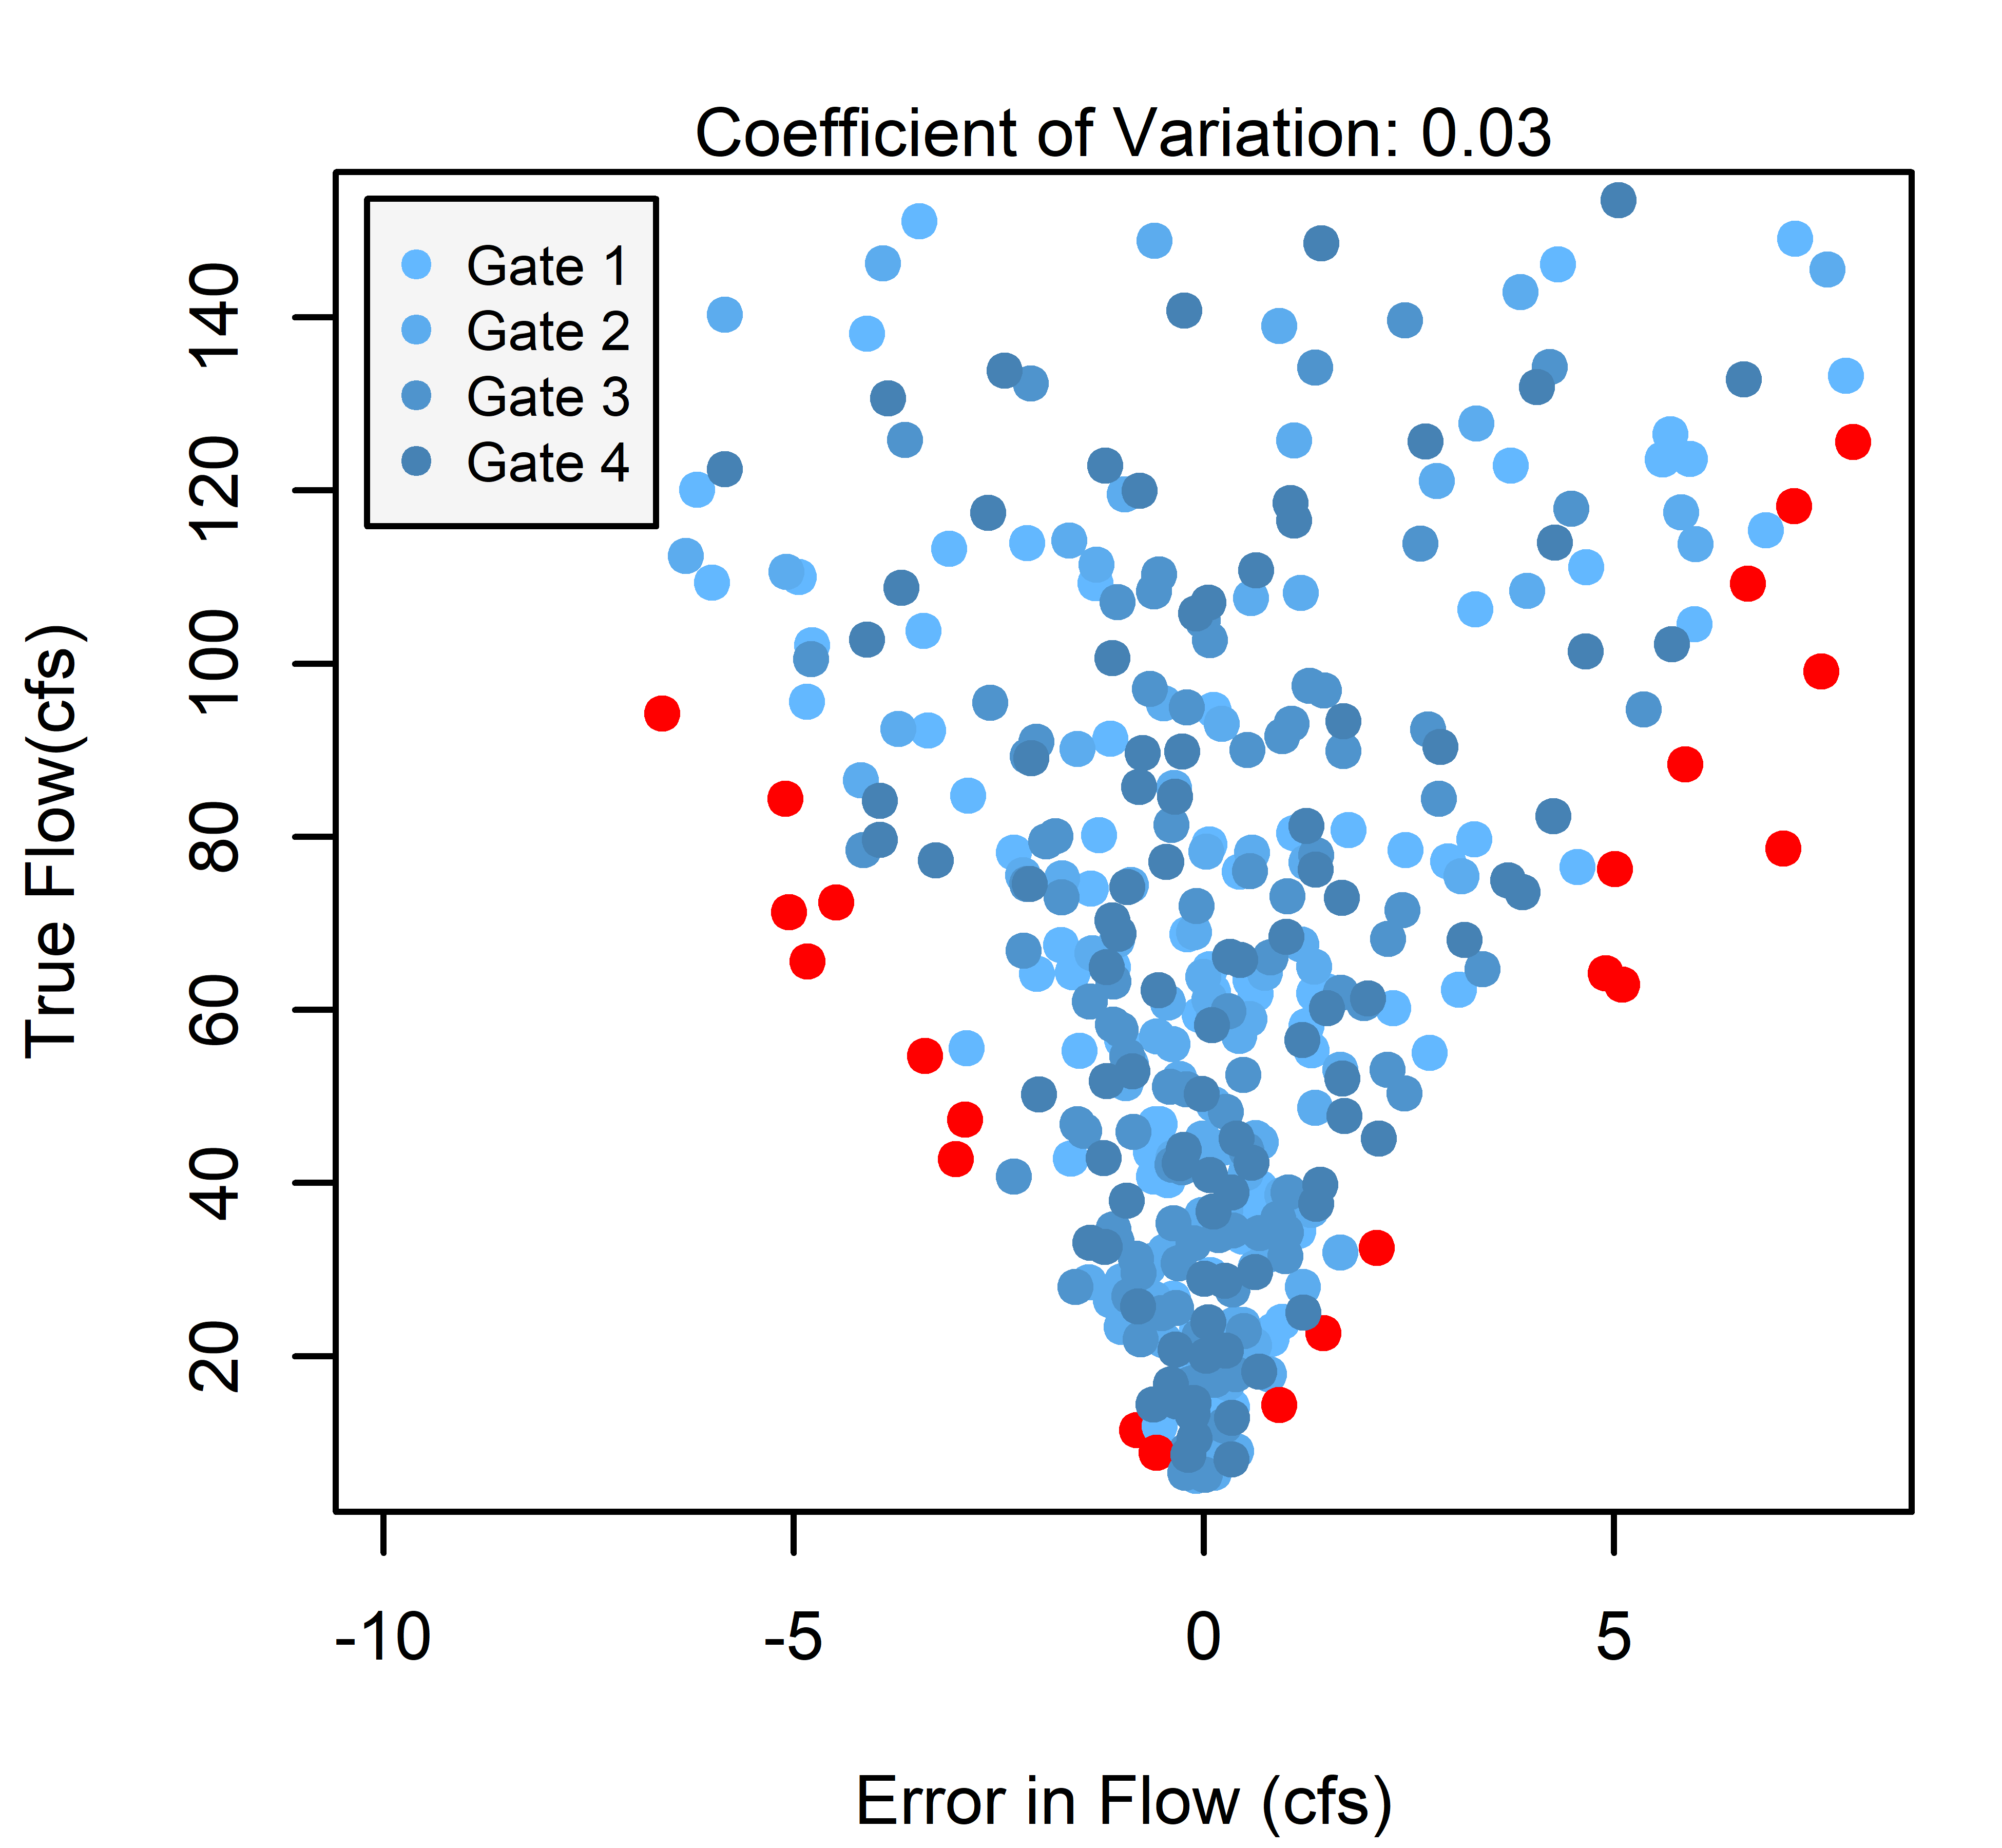 Coefficient of Variation: 0.03
Gate 1
Gate 2
Gate 3
Gate 4
True Flow(cfs)
140
120
100
80
60
40
20
-10 -5 0 5
Error in Flow (cfs)